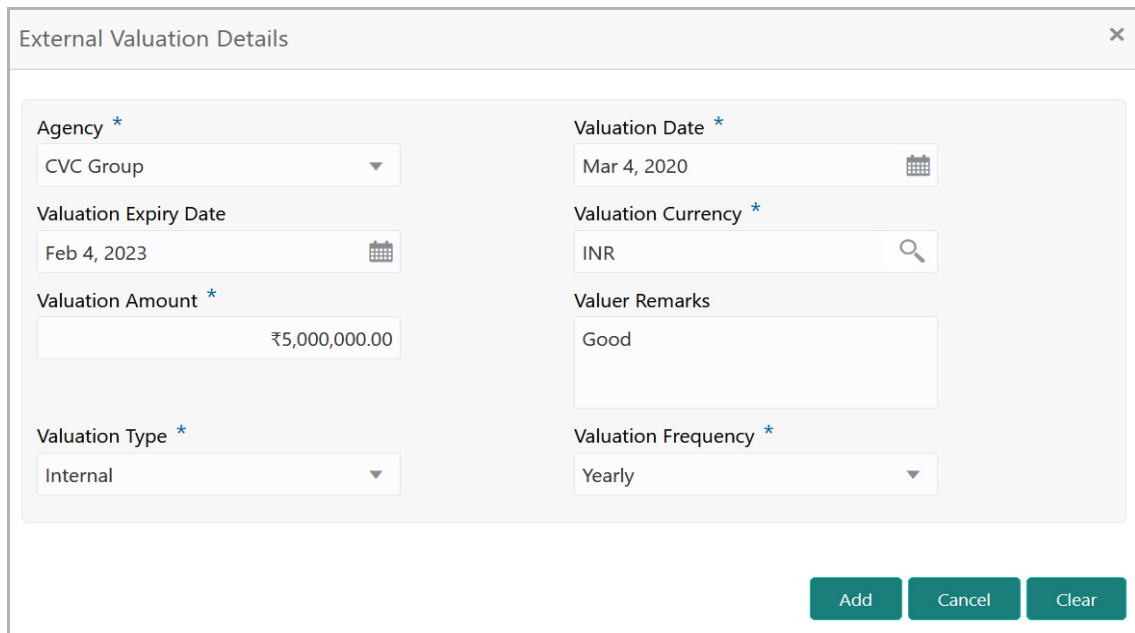 External Valuation Details ×
Agency * Valuation Date *
CVC Group Mar 4, 2020
Valuation Expiry Date Valuation Currency *
Feb 4, 2023 INR
Valuation Amount * Valuer Remarks
₹5,000,000.00 Good
Valuation Type * Valuation Frequency *
Internal Yearly
Add Cancel Clear